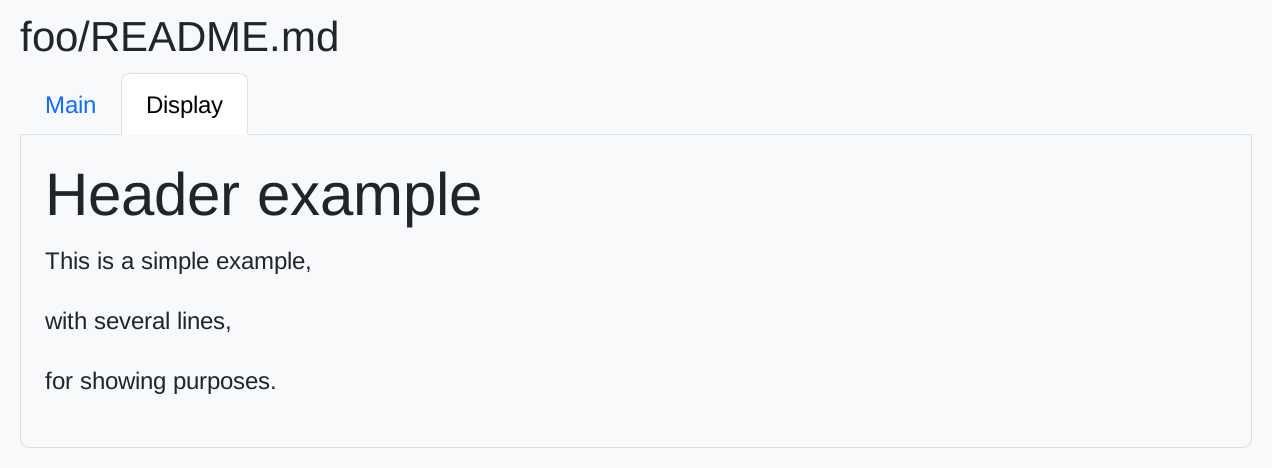 foo/README.md
Main Display
Header example
This is a simple example,
with several lines,
for showing purposes.